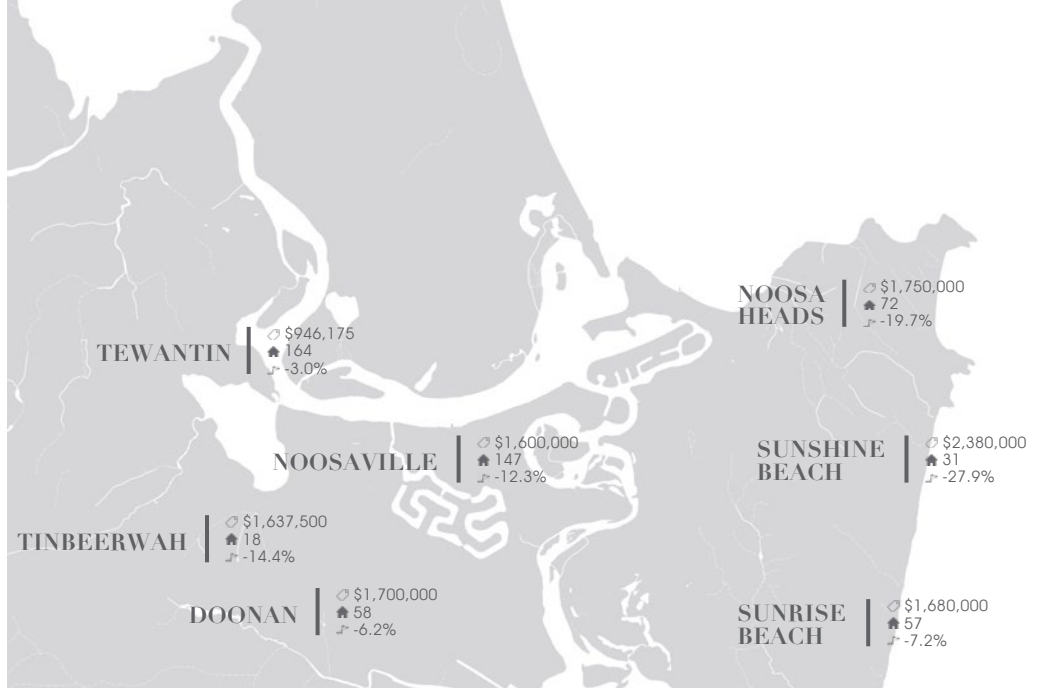 NOOSA
HEADS
$1,750,000
72
-19.7%
TEWANTIN
$946,175
164
-3.0%
NOOSAVILLE
$1,600,000
147
-12.3%
SUNSHINE
BEACH
$2,380,000
31
-27.9%
TINBEERWAH
$1,637,500
18
-14.4%
DOONAN
$1,700,000
58
-6.2%
SUNRISE
BEACH
$1,680,000
57
-7.2%